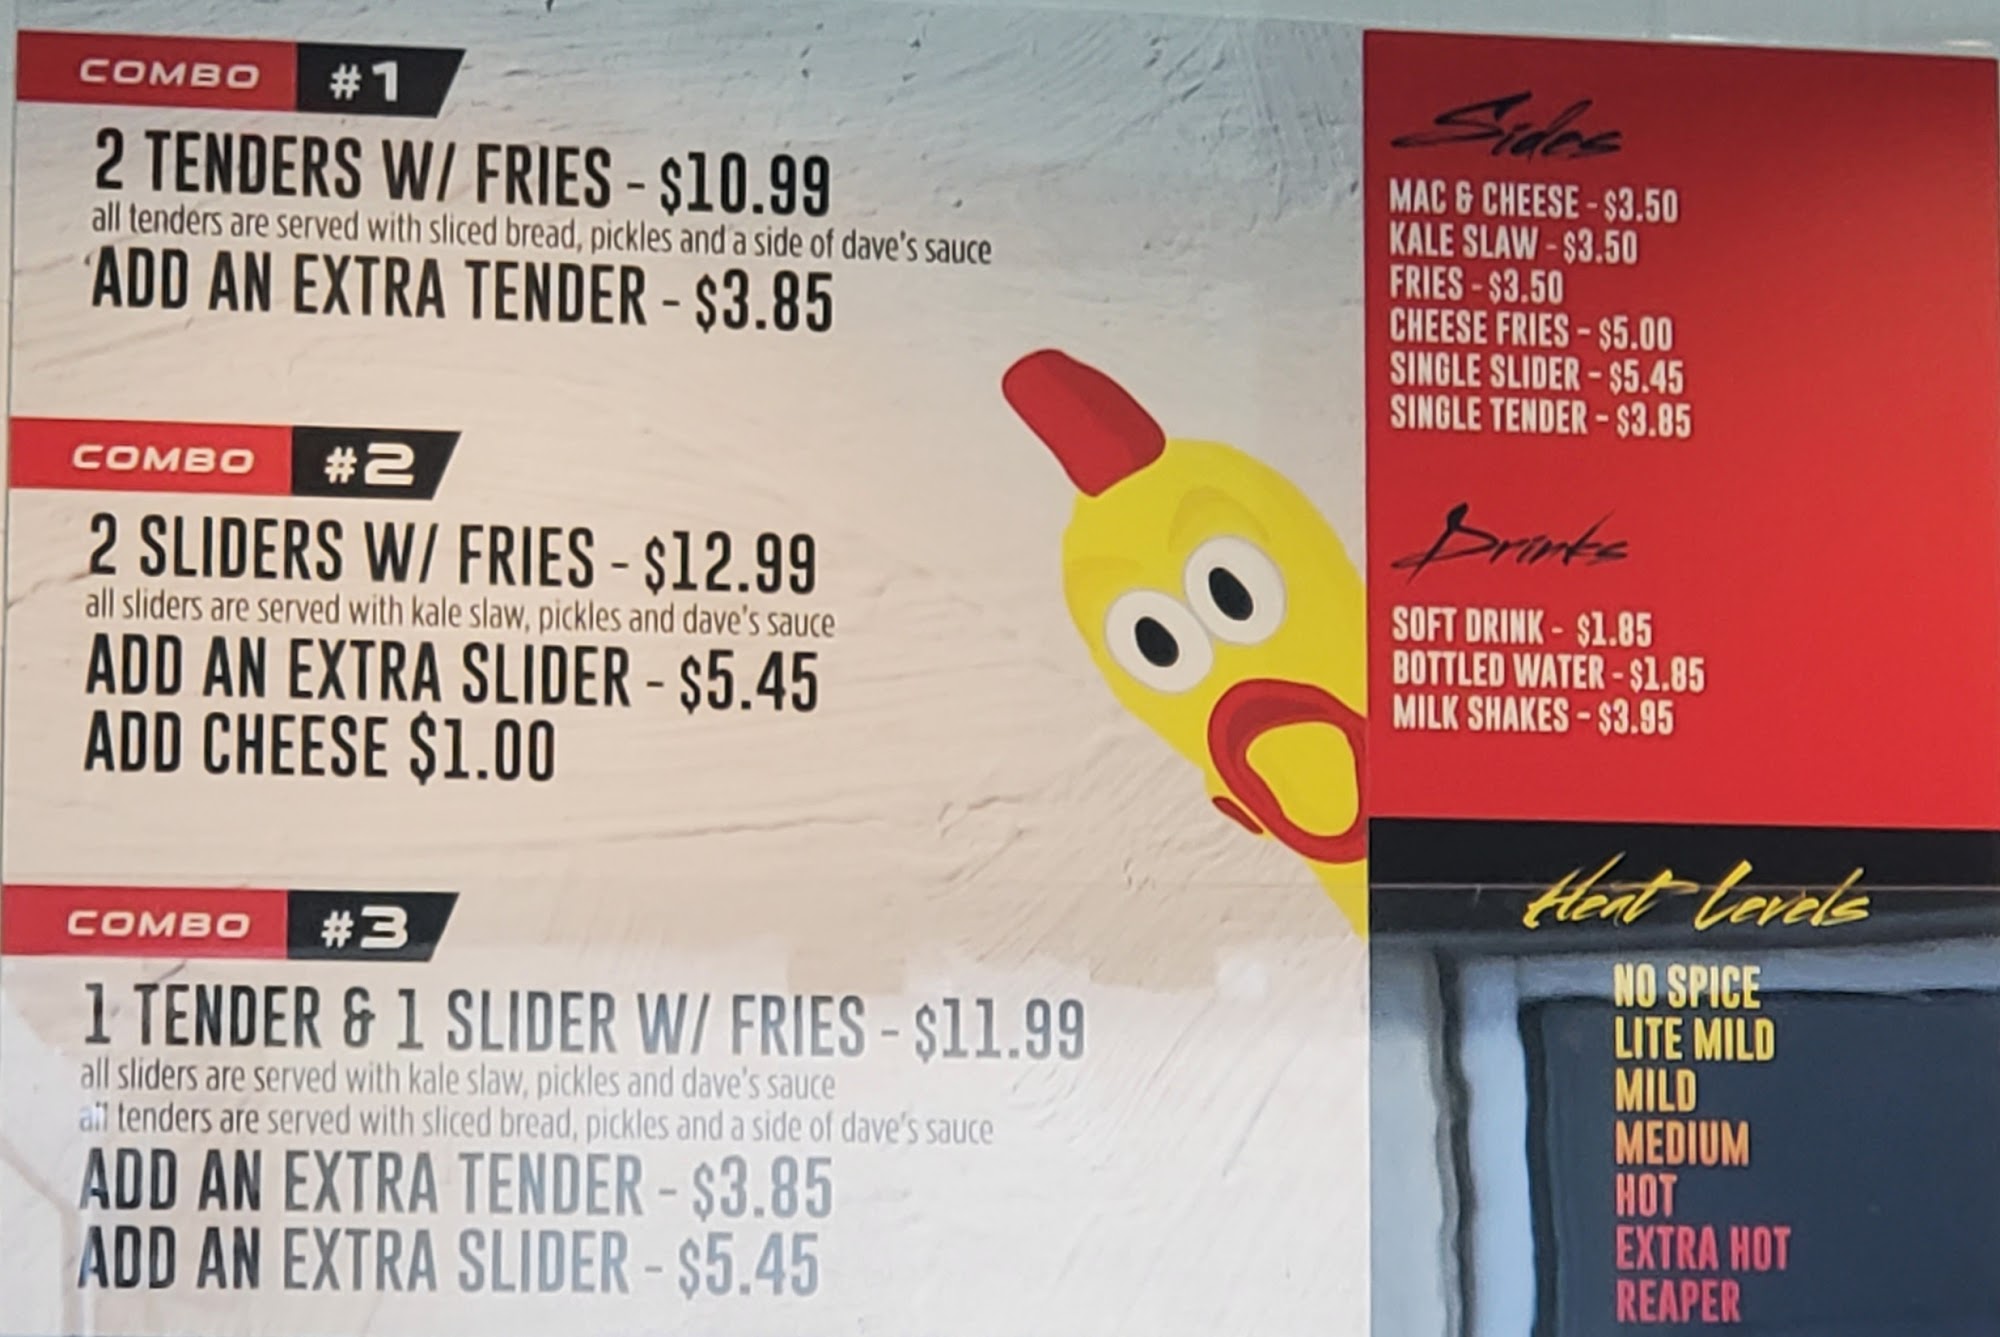 COMBO #1
2 TENDERS W/ FRIES - $10.99
all tenders are served with sliced bread, pickles and a side of dave's sauce
ADD AN EXTRA TENDER - $3.85
COMBO #2
2 SLIDERS W/ FRIES - $12.99
all sliders are served with kale slaw, pickles and dave's sauce
ADD AN EXTRA SLIDER - $5.45
ADD CHEESE $1.00
COMBO #3
1 TENDER & 1 SLIDER W/ FRIES - $11.99
all sliders are served with kale slaw, pickles and dave's sauce
all tenders are served with sliced bread, pickles and a side of dave's sauce
ADD AN EXTRA TENDER - $3.85
ADD AN EXTRA SLIDER - $5.45
Sides
MAC & CHEESE - $3.50
KALE SLAW - $3.50
FRIES - $3.50
CHEESE FRIES - $5.00
SINGLE SLIDER - $5.45
SINGLE TENDER - $3.85
Drinks
SOFT DRINK - $1.85
BOTTLED WATER - $1.85
MILK SHAKES - $3.95
Heat Levels
NO SPICE
LITE MILD
MILD
MEDIUM
HOT
EXTRA HOT
REAPER